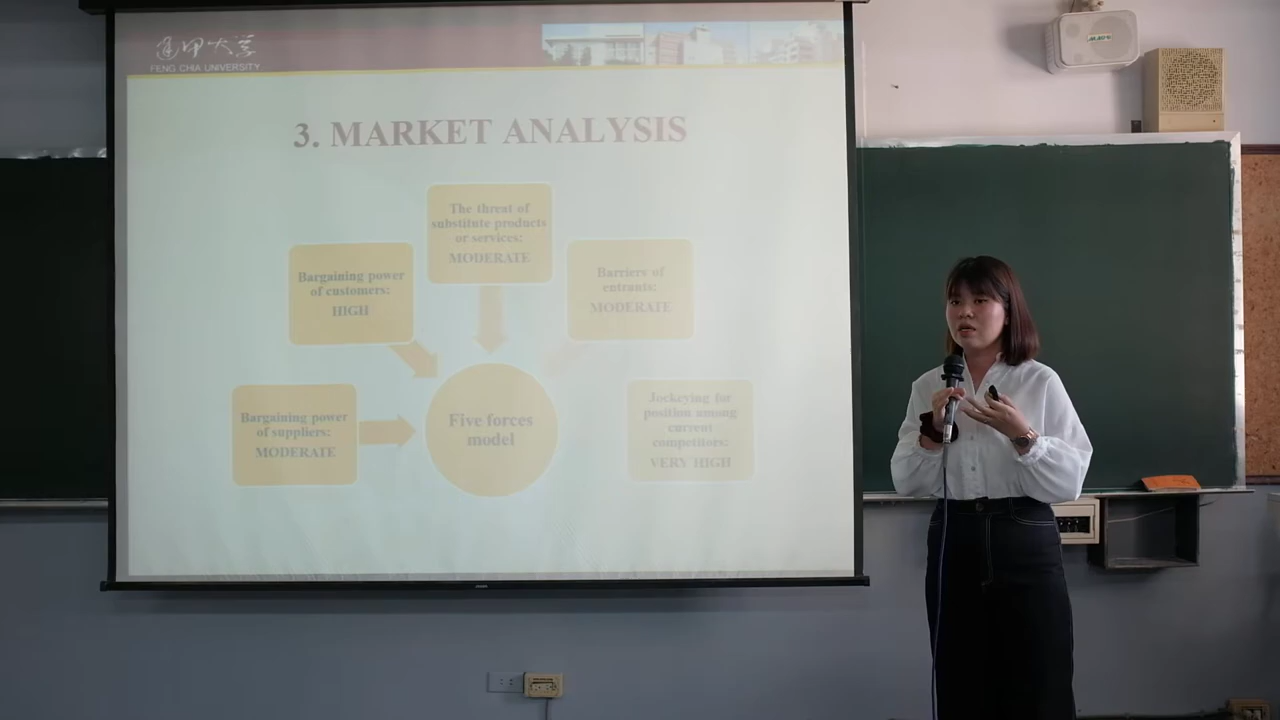 逢甲大学
FENG CHIA UNIVERSITY
3. MARKET ANALYSIS
The threat of
substitute products
or services:
MODERATE
Bargaining power
of customers:
HIGH
Barriers of
entrants:
MODERATE
Bargaining power
of suppliers:
MODERATE
Five forces
model
Jockeying for
position among
current
competitors:
VERY HIGH